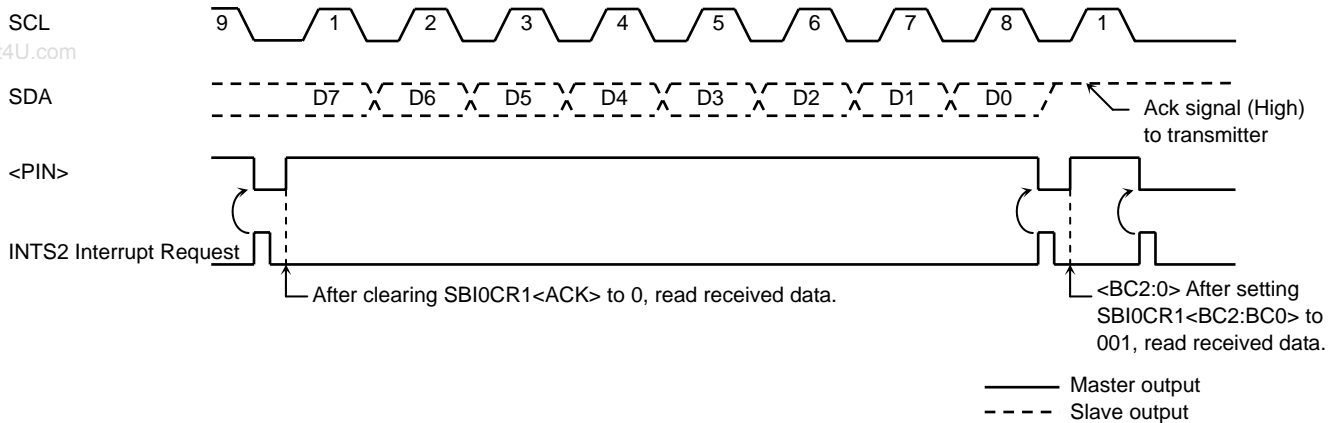 SCL 9 1 2 3 4 5 6 7 8 1
4U.com
SDA D7 D6 D5 D4 D3 D2 D1 D0
Ack signal (High)
to transmitter
<PIN>
INTS2 Interrupt Request
After clearing SBI0CR1<ACK> to 0, read received data.
<BC2:0> After setting
SBI0CR1<BC2:BC0> to
001, read received data.
Master output
Slave output